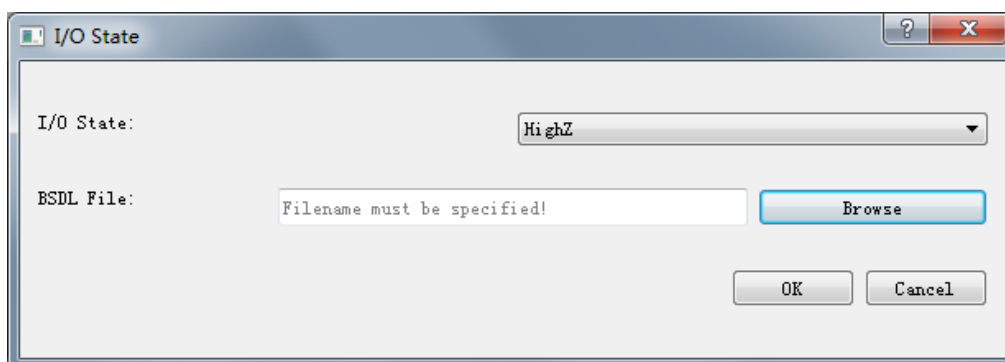 I/O State
?
I/O State:
HighZ
BSDL File:
Filename must be specified!
Browse
OK
Cancel